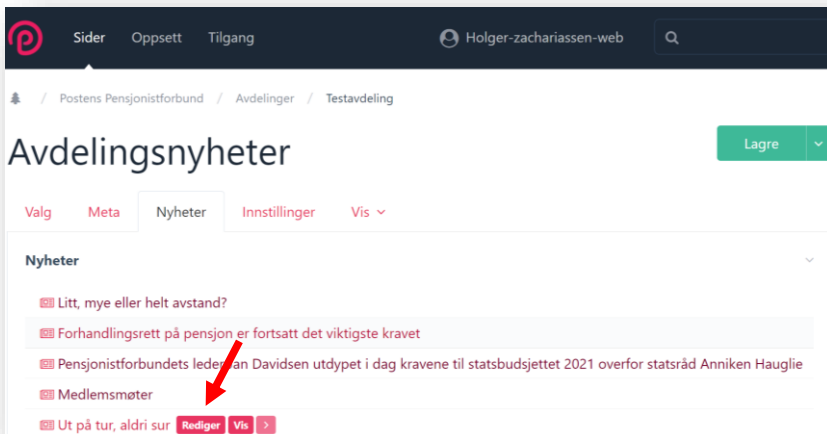 Sider Oppsett Tilgang Holger-zachariassen-web
/ Postens Pensjonistforbund / Avdelinger / Testavdeling
Avdelingsnyheter
Lagre
Valg Meta Nyheter Innstillinger Vis
Nyheter
Litt, mye eller helt avstand?
Forhandlingsrett på pensjon er fortsatt det viktigste kravet
Pensjonistforbundets leder an Davidsen utdypet i dag kravene til statsbudsjettet 2021 overfor statsråd Anniken Hauglie
Medlemsmøter
Ut på tur, aldri sur Rediger Vis >